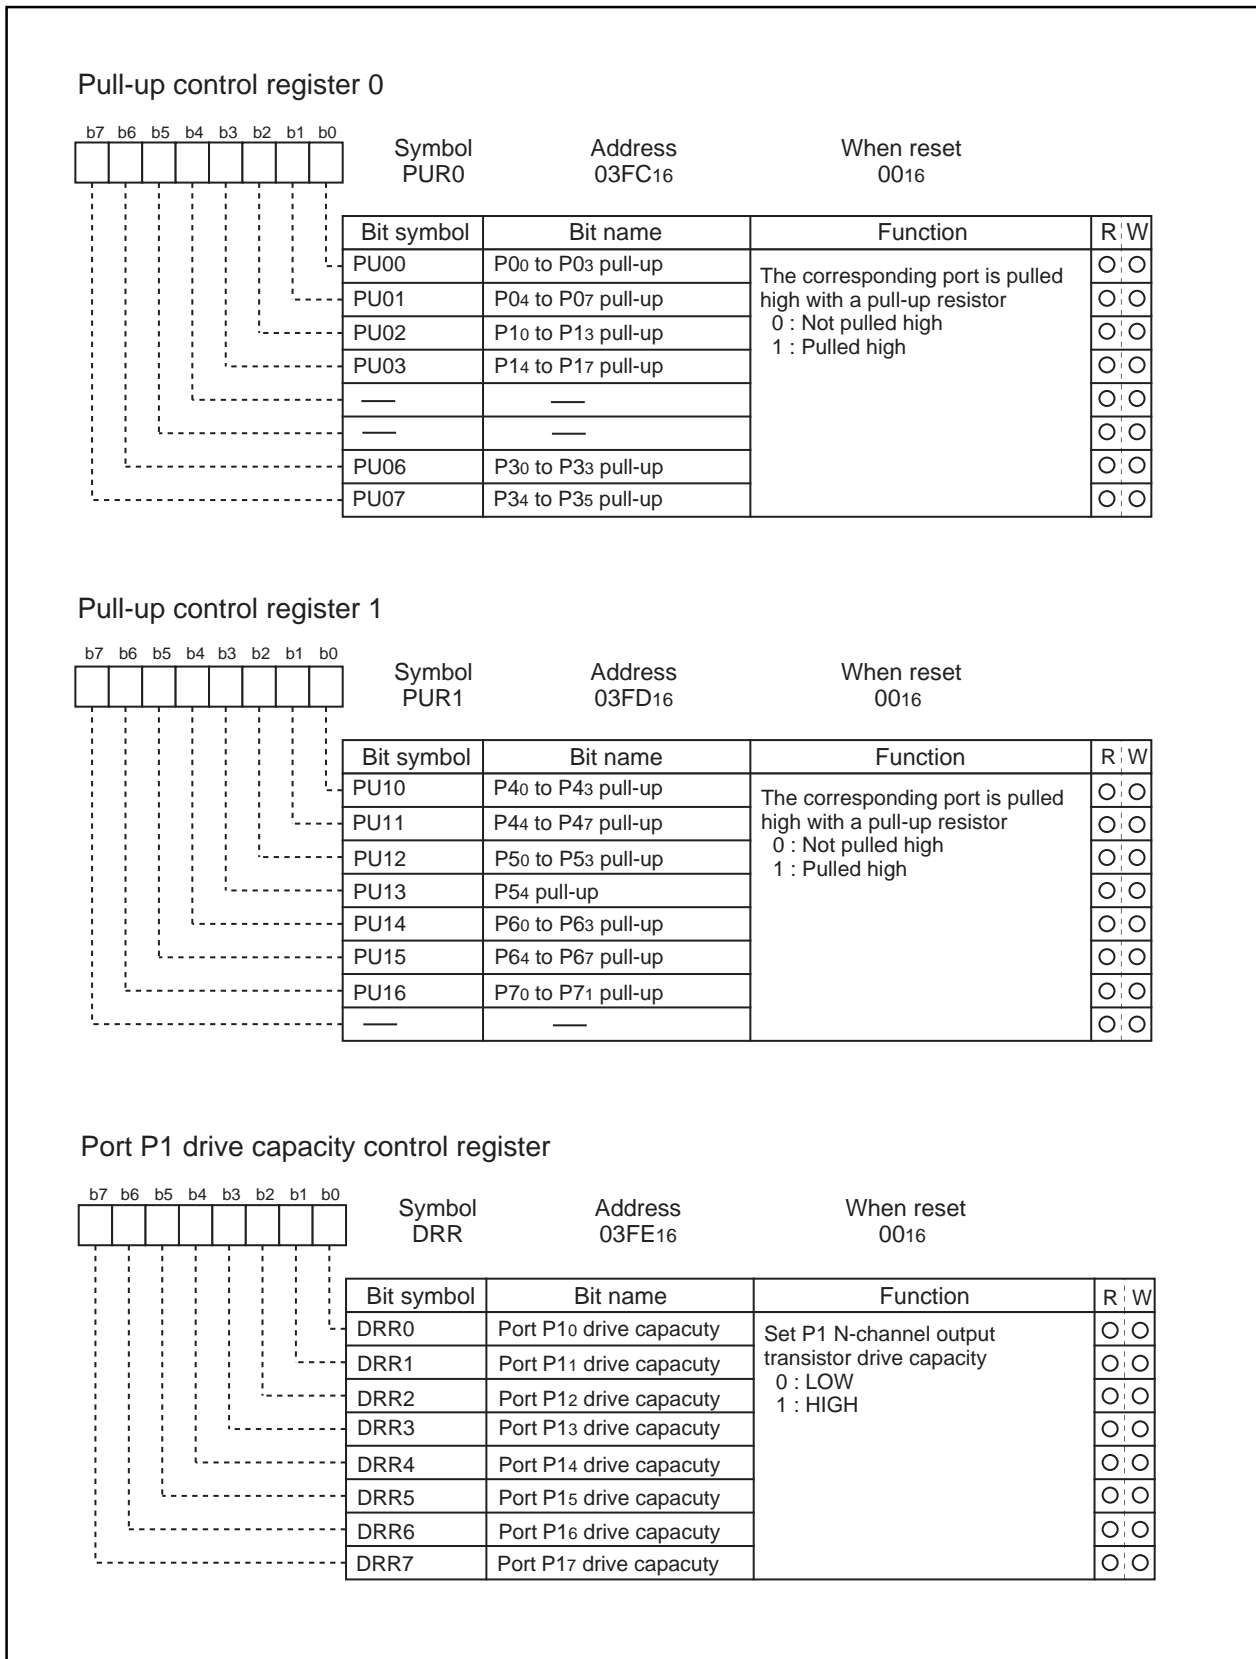 Pull-up control register 0
b7 b6 b5 b4 b3 b2 b1 b0
Symbol Address When reset
PUR0 03FC16 0016
Bit symbol Bit name Function R W
PU00 P00 to P03 pull-up The corresponding port is pulled
PU01 P04 to P07 pull-up high with a pull-up resistor
PU02 P10 to P13 pull-up 0 : Not pulled high
PU03 P14 to P17 pull-up 1 : Pulled high
— —
— —
PU06 P30 to P33 pull-up
PU07 P34 to P35 pull-up
Pull-up control register 1
b7 b6 b5 b4 b3 b2 b1 b0
Symbol Address When reset
PUR1 03FD16 0016
Bit symbol Bit name Function R W
PU10 P40 to P43 pull-up The corresponding port is pulled
PU11 P44 to P47 pull-up high with a pull-up resistor
PU12 P50 to P53 pull-up 0 : Not pulled high
PU13 P54 pull-up 1 : Pulled high
PU14 P60 to P63 pull-up
PU15 P64 to P67 pull-up
PU16 P70 to P71 pull-up
— —
Port P1 drive capacity control register
b7 b6 b5 b4 b3 b2 b1 b0
Symbol Address When reset
DRR 03FE16 0016
Bit symbol Bit name Function R W
DRR0 Port P10 drive capacuty Set P1 N-channel output
DRR1 Port P11 drive capacuty transistor drive capacity
DRR2 Port P12 drive capacuty 0 : LOW
DRR3 Port P13 drive capacuty 1 : HIGH
DRR4 Port P14 drive capacuty
DRR5 Port P15 drive capacuty
DRR6 Port P16 drive capacuty
DRR7 Port P17 drive capacuty